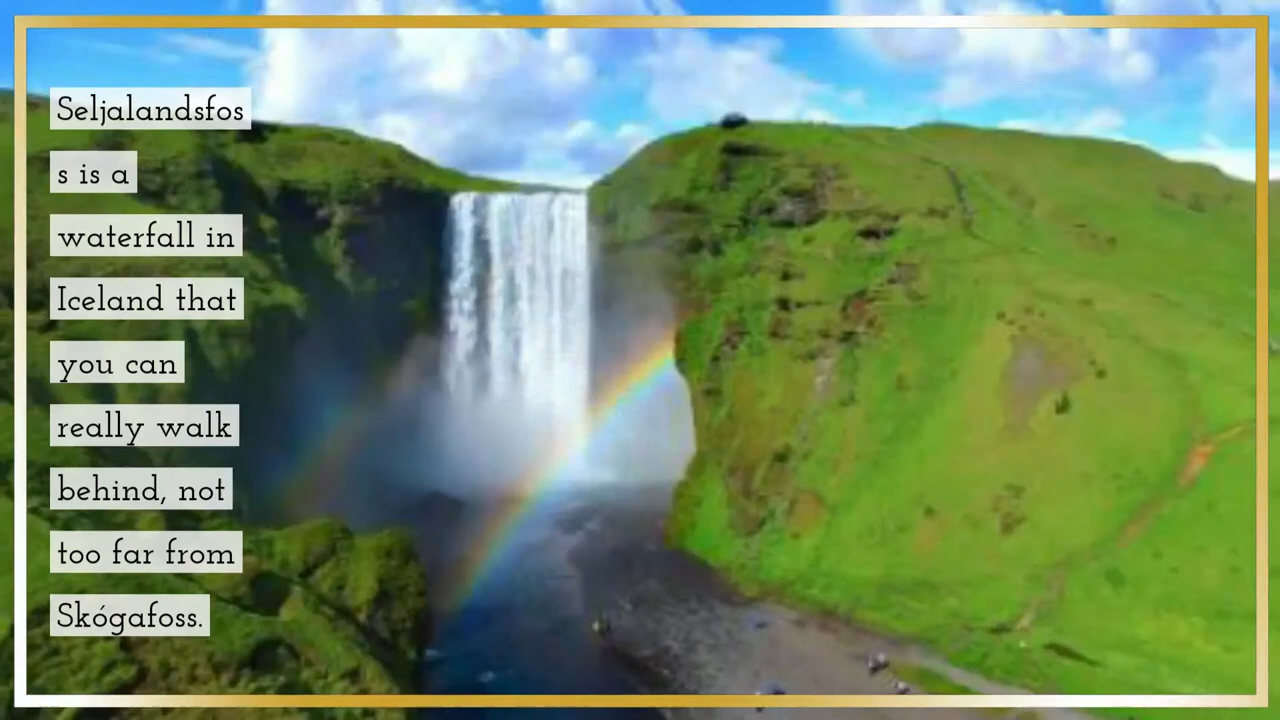 Seljalandsfos
s is a
waterfall in
Iceland that
you can
really walk
behind, not
too far from
Skógafoss.